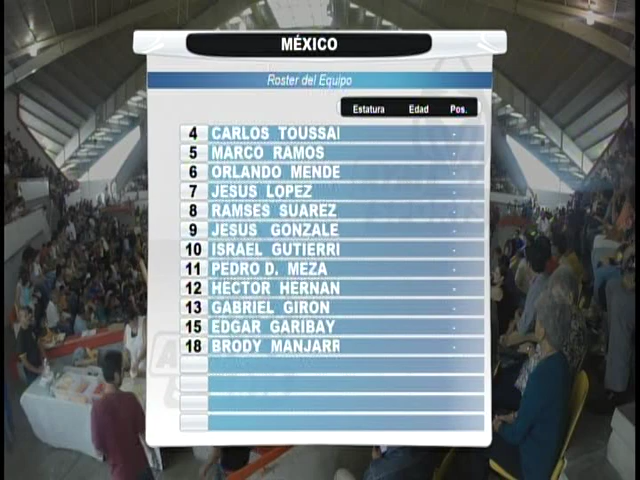 MÉXICO
Roster del Equipo
Estatura Edad Pos.
4 CARLOS TOUSSAI -
5 MARCO RAMOS -
6 ORLANDO MENDE -
7 JESUS LOPEZ -
8 RAMSES SUAREZ -
9 JESUS GONZALE -
10 ISRAEL GUTIERRI -
11 PEDRO D. MEZA -
12 HECTOR HERNAN -
13 GABRIEL GIRON -
15 EDGAR GARIBAY -
18 BRODY MANJARR -